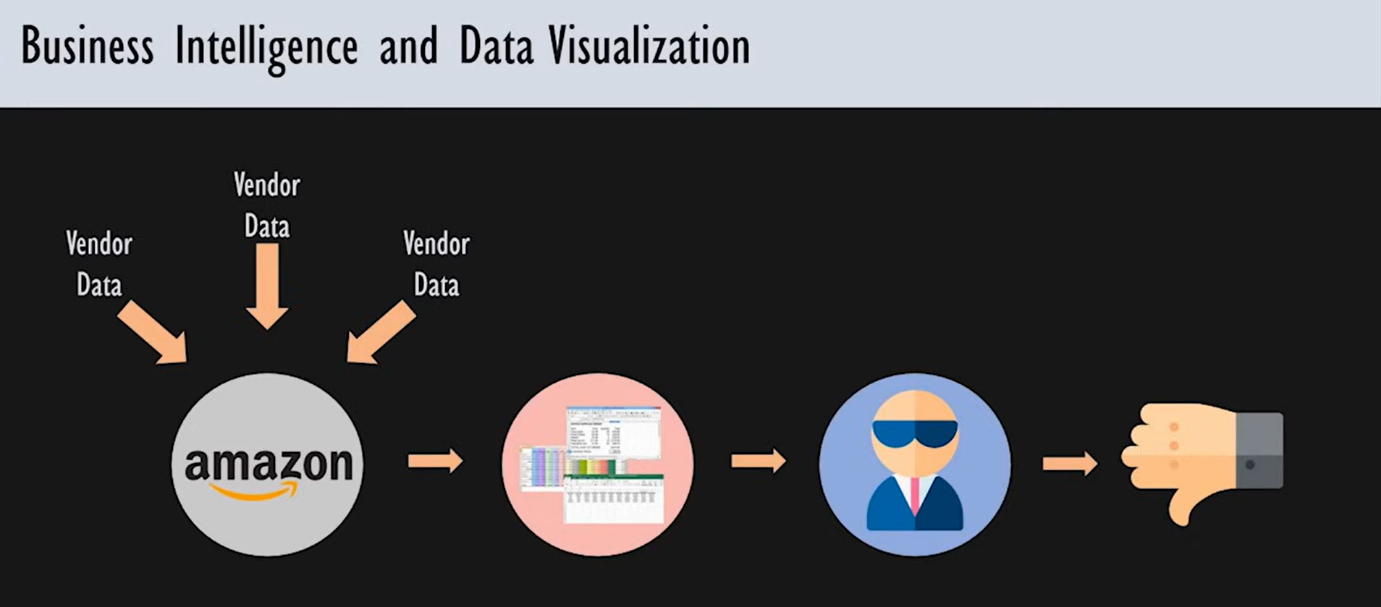 Business Intelligence and Data Visualization
Vendor
Data
Vendor
Data
Vendor
Data
amazon